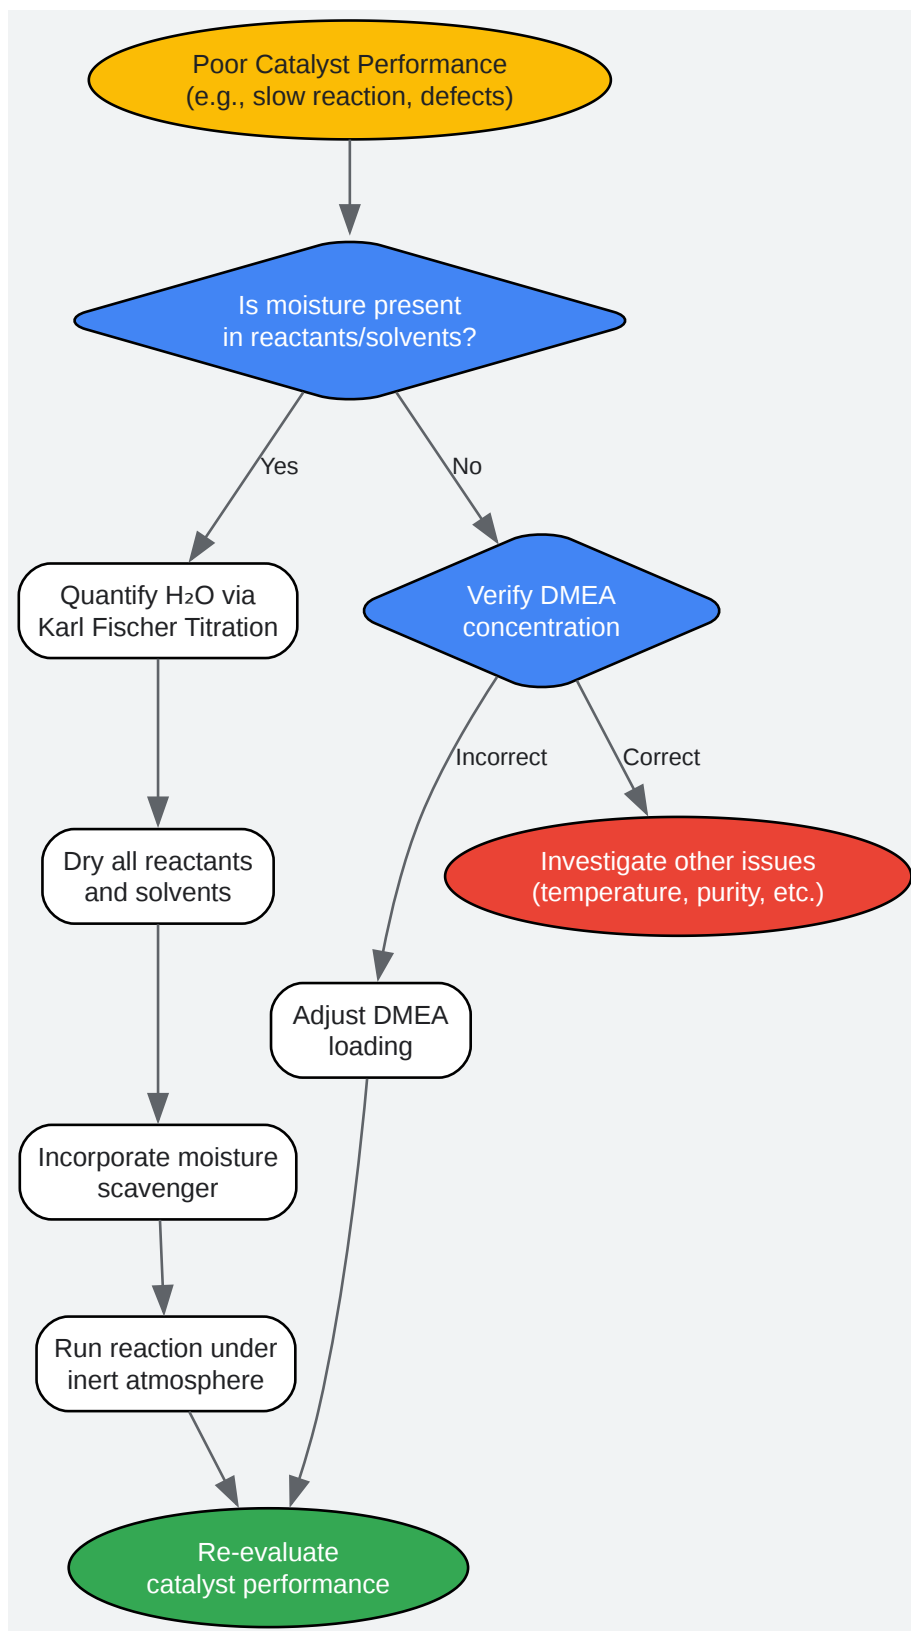 Poor Catalyst Performance
(e.g., slow reaction, defects)
Is moisture present
in reactants/solvents?
Yes
No
Quantify H₂O via
Karl Fischer Titration
Verify DMEA
concentration
Incorrect
Correct
Dry all reactants
and solvents
Investigate other issues
(temperature, purity, etc.)
Adjust DMEA
loading
Incorporate moisture
scavenger
Run reaction under
inert atmosphere
Re-evaluate
catalyst performance